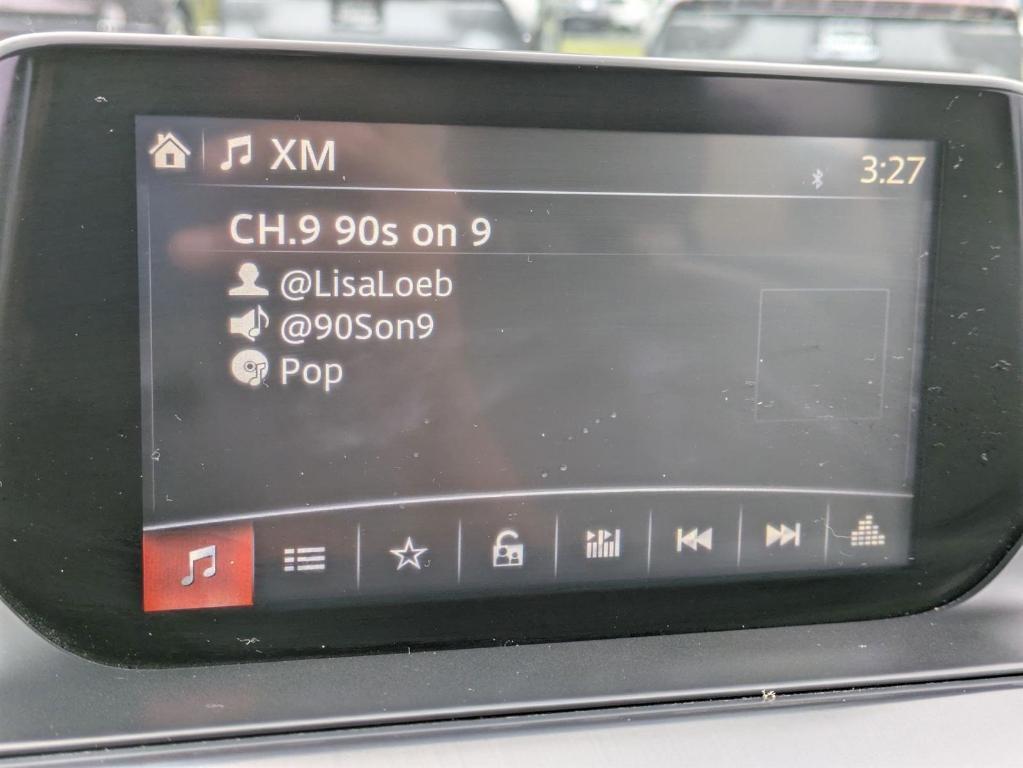 XM
3:27
CH.9 90s on 9
@LisaLoeb
@90Son9
Pop